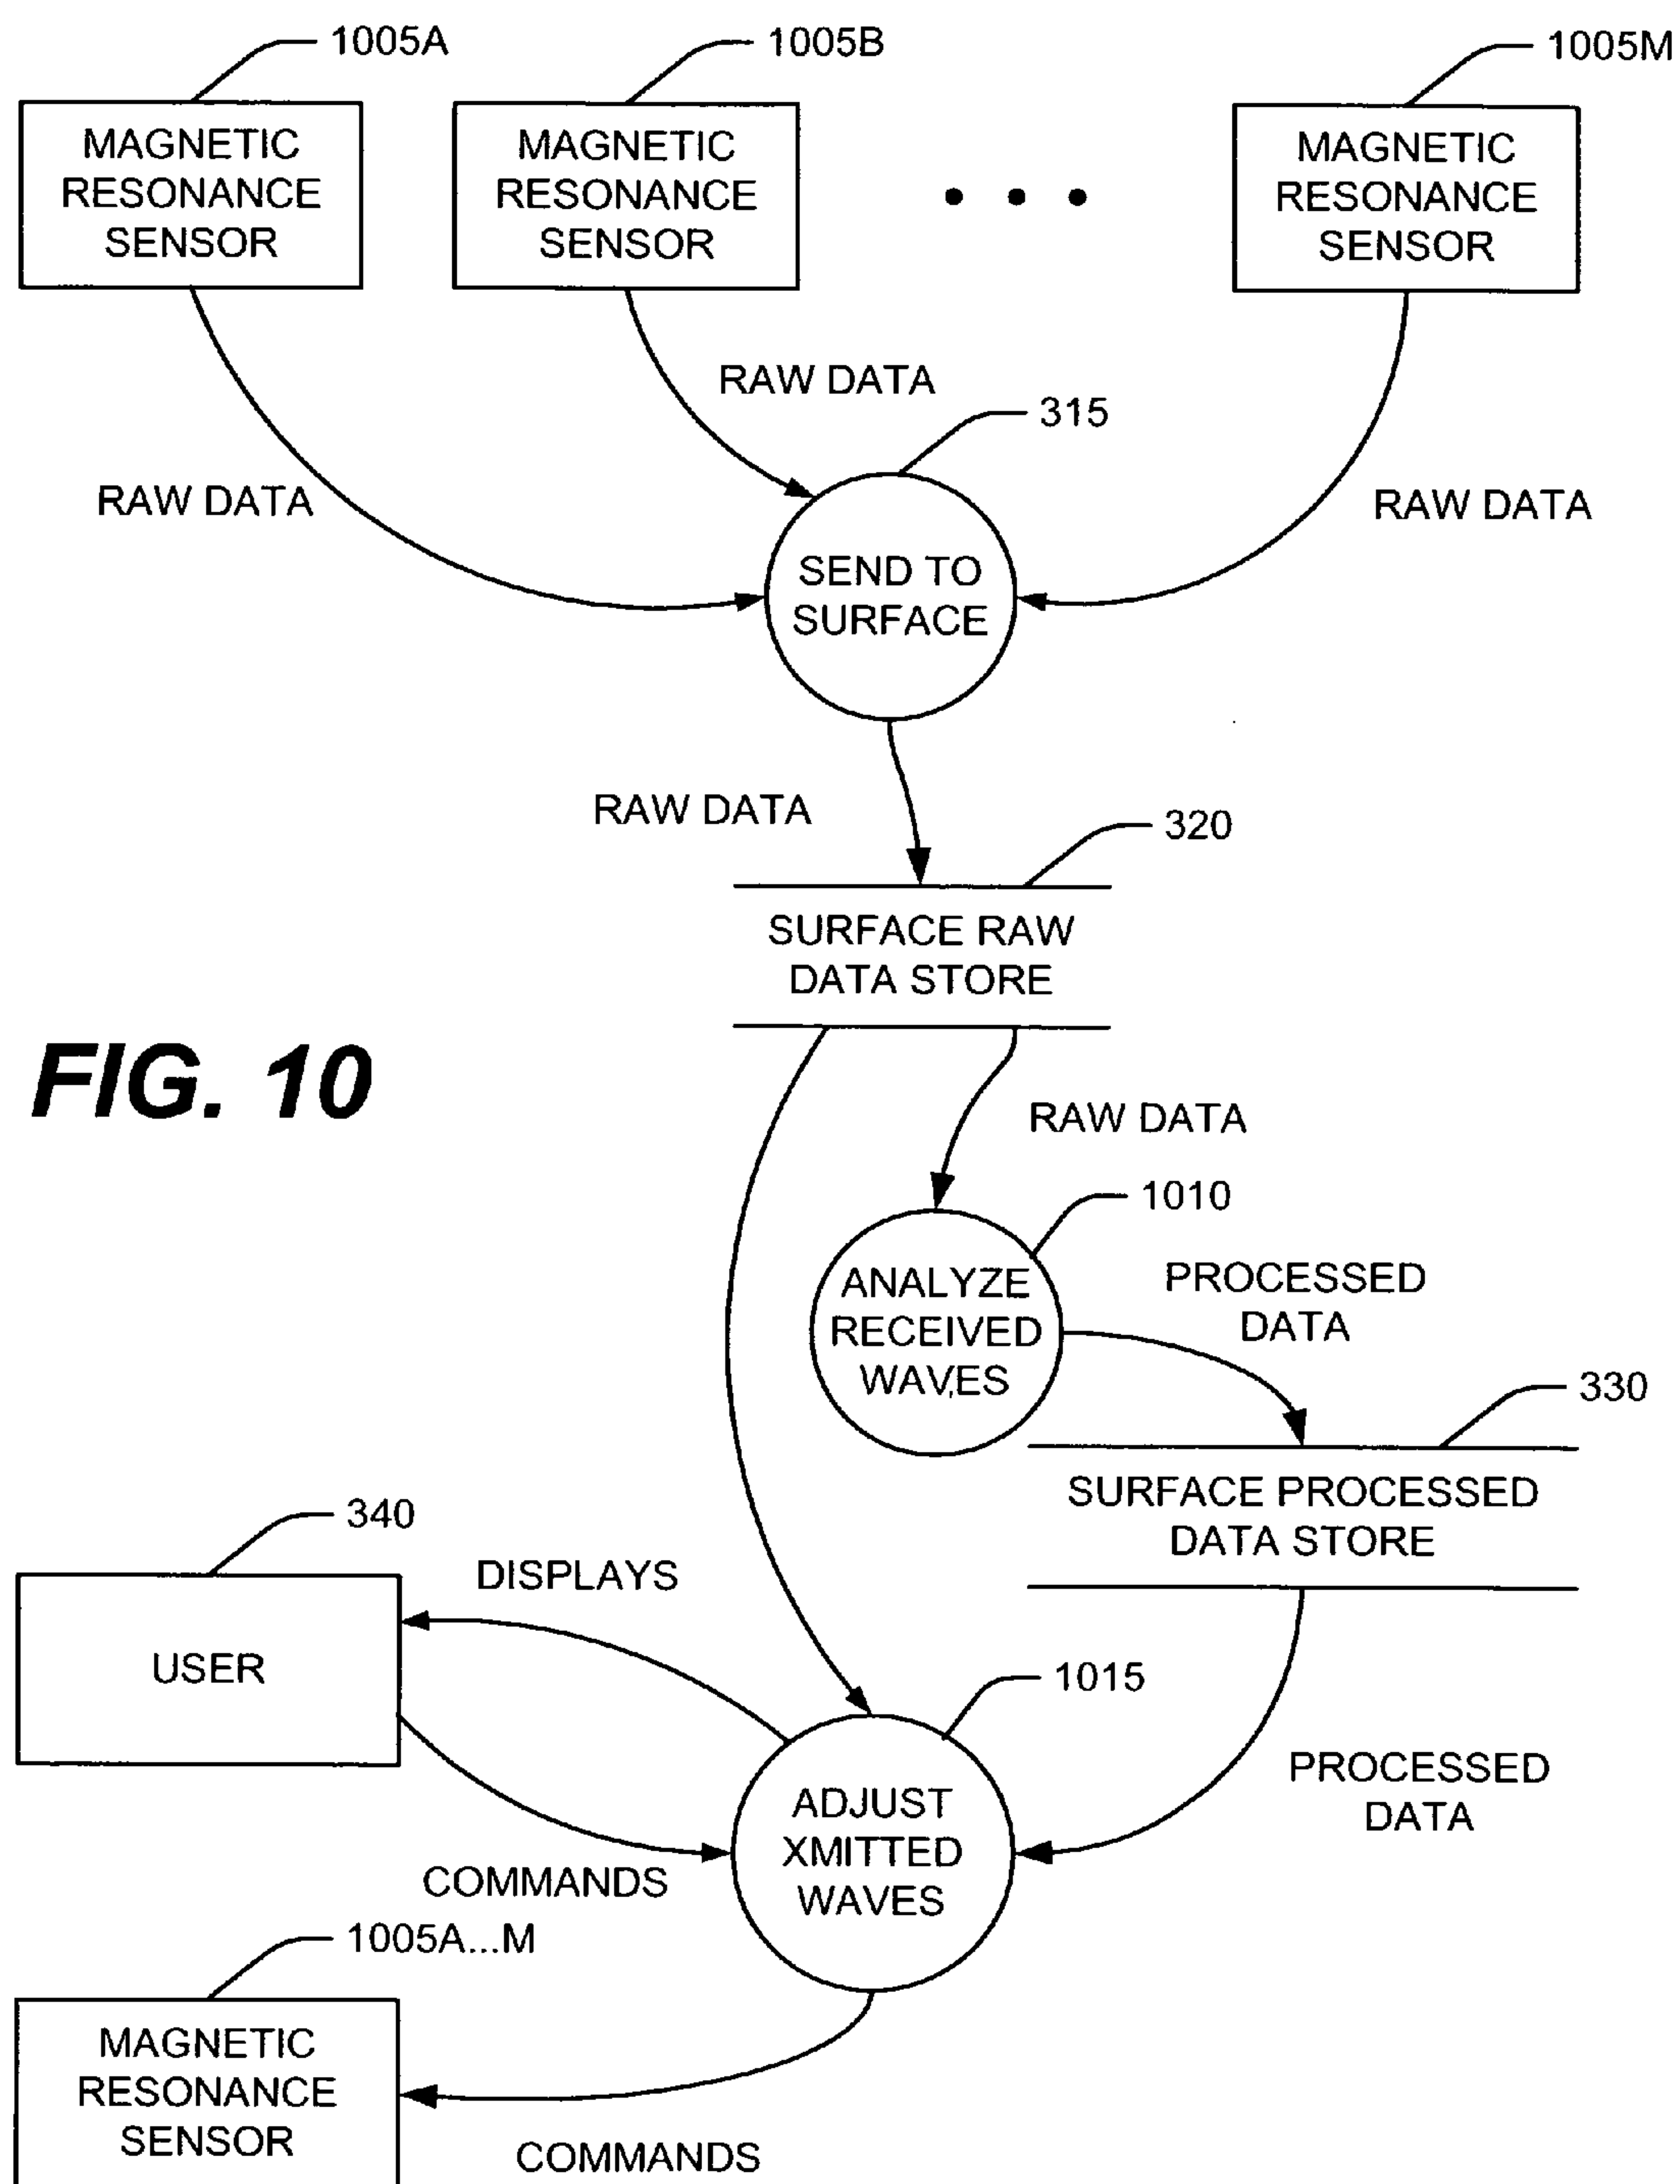 1005A
1005B
1005M
MAGNETIC
RESONANCE
SENSOR
MAGNETIC
RESONANCE
SENSOR
• • •
MAGNETIC
RESONANCE
SENSOR
RAW DATA
315
RAW DATA
RAW DATA
SEND TO
SURFACE
RAW DATA
320
SURFACE RAW
DATA STORE
FIG. 10
RAW DATA
1010
ANALYZE
RECEIVED
WAVES
PROCESSED
DATA
330
SURFACE PROCESSED
DATA STORE
340
DISPLAYS
USER
1015
ADJUST
XMITTED
WAVES
PROCESSED
DATA
COMMANDS
1005A...M
MAGNETIC
RESONANCE
SENSOR
COMMANDS